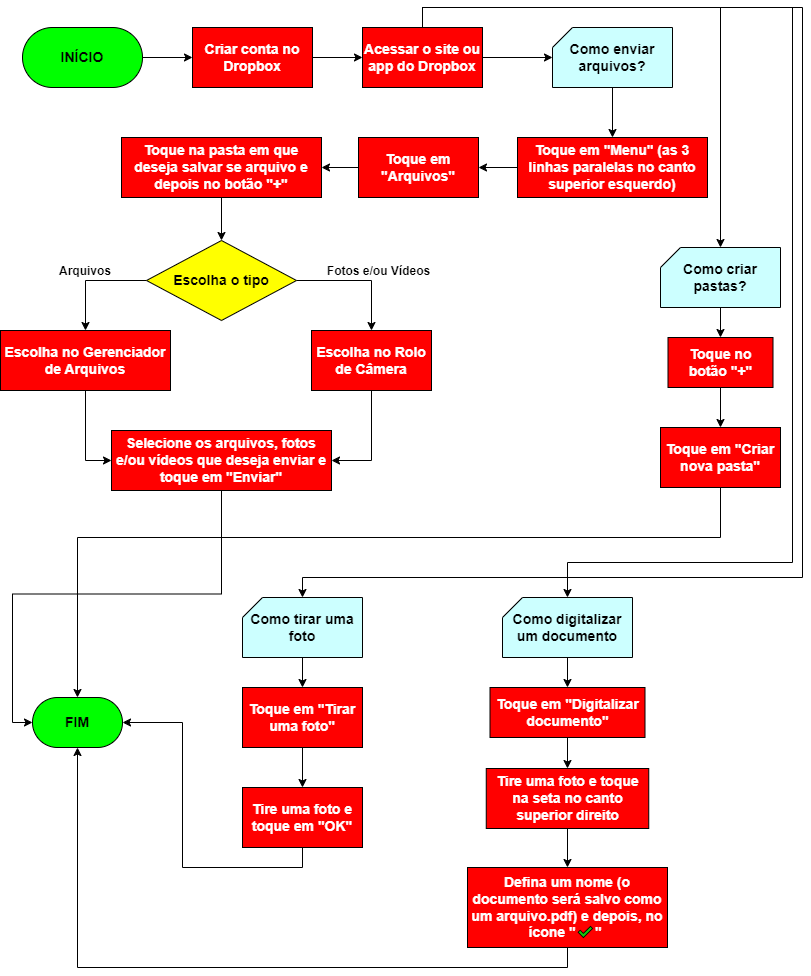 INÍCIO
Criar conta no
Dropbox
Acessar o site ou
app do Dropbox
Como enviar
arquivos?
Toque em "Menu" (as 3
linhas paralelas no canto
superior esquerdo)
Toque em
"Arquivos"
Toque na pasta em que
deseja salvar se arquivo e
depois no botão "+"
Escolha o tipo
Arquivos
Fotos e/ou Vídeos
Escolha no Gerenciador
de Arquivos
Escolha no Rolo
de Câmera
Selecione os arquivos, fotos
e/ou vídeos que deseja enviar e
toque em "Enviar"
Como criar
pastas?
Toque no
botão "+"
Toque em "Criar
nova pasta"
Como tirar uma
foto
Toque em "Tirar
uma foto"
Tire uma foto e
toque em "OK"
Como digitalizar
um documento
Toque em "Digitalizar
documento"
Tire uma foto e toque
na seta no canto
superior direito
Defina um nome (o
documento será salvo como
um arquivo.pdf) e depois, no
ícone " ✔ "
FIM